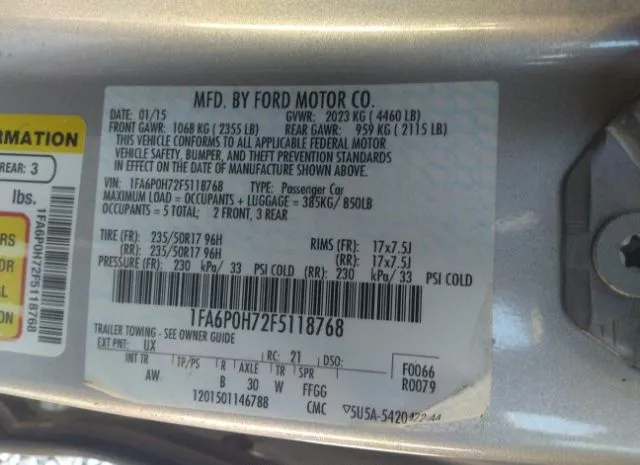 MFD. BY FORD MOTOR CO.
DATE: 01/15 GVWR: 2023 KG ( 4460 LB)
FRONT GAWR: 1068 KG ( 2355 LB) REAR GAWR: 959 KG ( 2115 LB)
THIS VEHICLE CONFORMS TO ALL APPLICABLE FEDERAL MOTOR
VEHICLE SAFETY, BUMPER, AND THEFT PREVENTION STANDARDS
IN EFFECT ON THE DATE OF MANUFACTURE SHOWN ABOVE.
VIN: 1FA6P0H72F5118768 TYPE: Passenger Car
MAXIMUM LOAD = OCCUPANTS + LUGGAGE = 385KG/ 850LB
OCCUPANTS = 5 TOTAL; 2 FRONT, 3 REAR
TIRE (FR): 235/50R17 96H RIMS (FR): 17x7.5J
(RR): 235/50R17 96H (RR): 17x7.5J
PRESSURE (FR): 230 kPa/ 33 PSI COLD (RR): 230 kPa/ 33 PSI COLD
1FA6P0H72F5118768
TRAILER TOWING - SEE OWNER GUIDE
EXT PNT: UX RC: 21 DSO: F0066
INT TR TP/PS R AXLE TR SPR R0079
AW B 30 W FFGG
1201501146788 CMC
ORMATION
REAR: 3
lbs.
RS
OR
AL
ON
1FA6P0H72F5118768